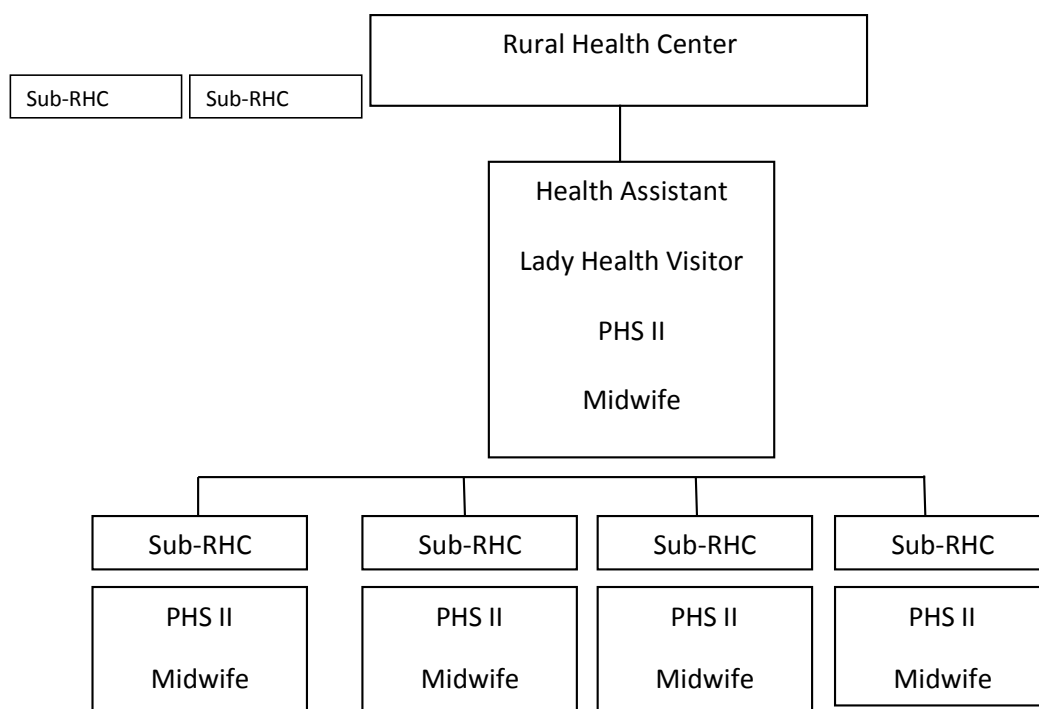 Rural Health Center
Sub-RHC
Sub-RHC
Health Assistant
Lady Health Visitor
PHS II
Midwife
Sub-RHC
Sub-RHC
Sub-RHC
Sub-RHC
PHS II
Midwife
PHS II
Midwife
PHS II
Midwife
PHS II
Midwife